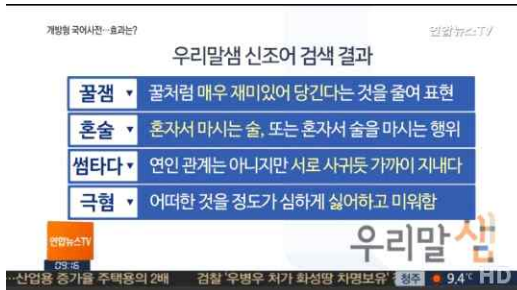 개방형 국어사전…효과는?
연합뉴스TV
우리말샘 신조어 검색 결과
꿀잼 ▼ 꿀처럼 매우 재미있어 당긴다는 것을 줄여 표현
혼술 ▼ 혼자서 마시는 술, 또는 혼자서 술을 마시는 행위
썸타다 ▼ 연인 관계는 아니지만 서로 사귀듯 가까이 지내다
극혐 ▼ 어떠한 것을 정도가 심하게 싫어하고 미워함
우리말샘
연합뉴스TV
09:16
…산업용 증가율 주택용의 2배 검찰 '우병우 처가 화성땅 차명보유' 청주 9.4℃ HD